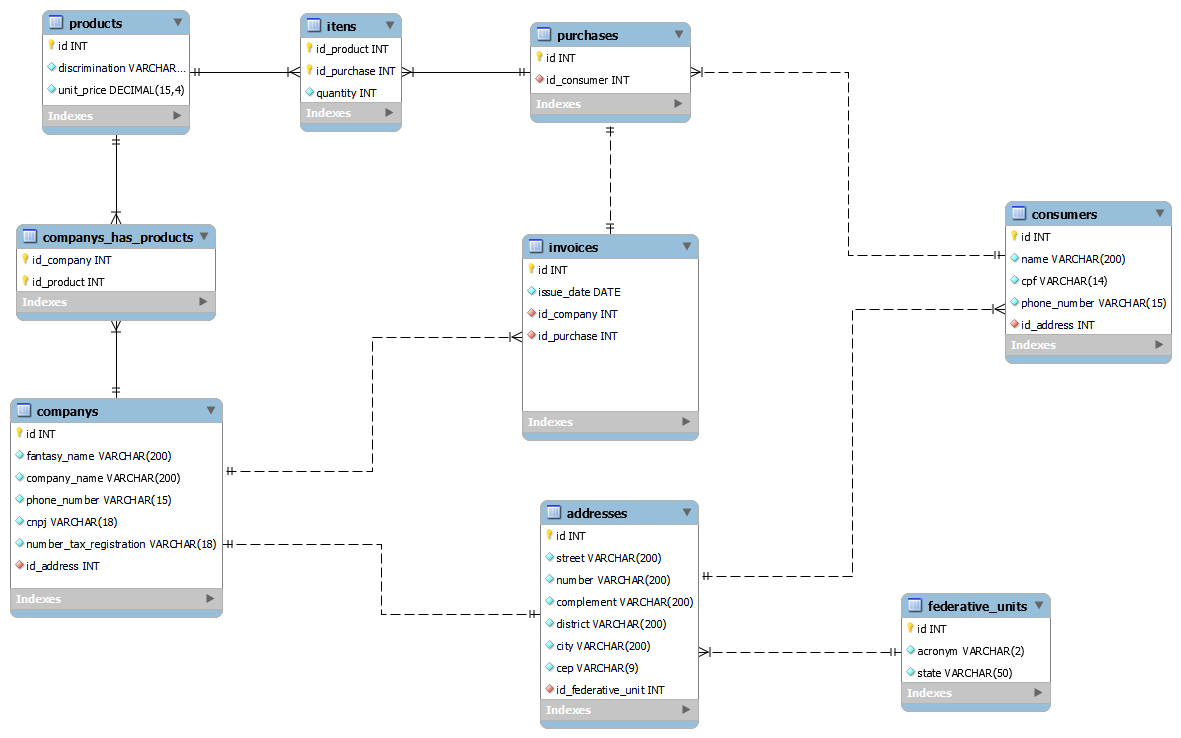 products
id INT
discrimination VARCHAR...
unit_price DECIMAL(15,4)
Indexes
itens
id_product INT
id_purchase INT
quantity INT
Indexes
purchases
id INT
id_consumer INT
Indexes
companys_has_products
id_company INT
id_product INT
Indexes
invoices
id INT
issue_date DATE
id_company INT
id_purchase INT
Indexes
consumers
id INT
name VARCHAR(200)
cpf VARCHAR(14)
phone_number VARCHAR(15)
id_address INT
Indexes
companys
id INT
fantasy_name VARCHAR(200)
company_name VARCHAR(200)
phone_number VARCHAR(15)
cnpj VARCHAR(18)
number_tax_registration VARCHAR(18)
id_address INT
Indexes
addresses
id INT
street VARCHAR(200)
number VARCHAR(200)
complement VARCHAR(200)
district VARCHAR(200)
city VARCHAR(200)
cep VARCHAR(9)
id_federative_unit INT
Indexes
federative_units
id INT
acronym VARCHAR(2)
state VARCHAR(50)
Indexes